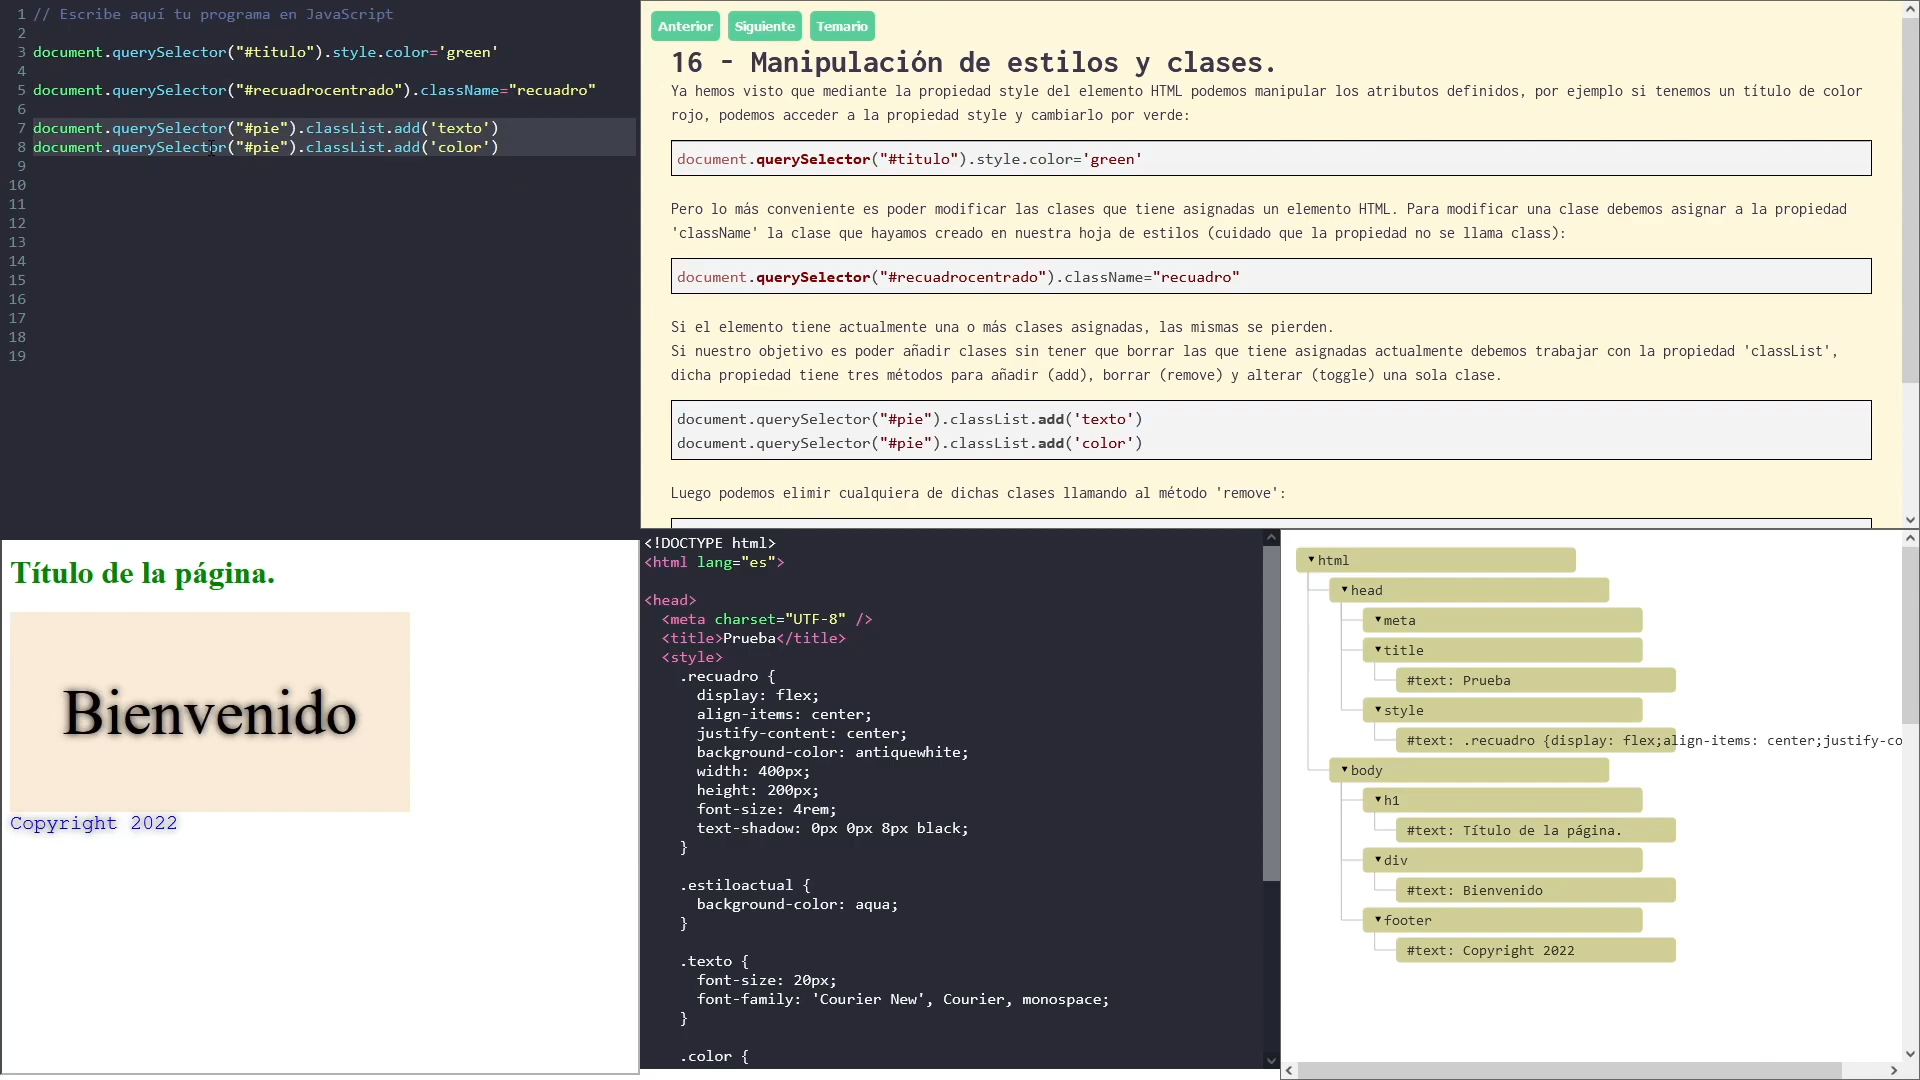 1 // Escribe aquí tu programa en JavaScript
2
3 document.querySelector("#titulo").style.color='green'
4
5 document.querySelector("#recuadrocentrado").className="recuadro"
6
7 document.querySelector("#pie").classList.add('texto')
8 document.querySelector("#pie").classList.add('color')
9
10
11
12
13
14
15
16
17
18
19
Anterior Siguiente Temario
16 - Manipulación de estilos y clases.
Ya hemos visto que mediante la propiedad style del elemento HTML podemos manipular los atributos definidos, por ejemplo si tenemos un título de color
rojo, podemos acceder a la propiedad style y cambiarlo por verde:
document.querySelector("#titulo").style.color='green'
Pero lo más conveniente es poder modificar las clases que tiene asignadas un elemento HTML. Para modificar una clase debemos asignar a la propiedad
'className' la clase que hayamos creado en nuestra hoja de estilos (cuidado que la propiedad no se llama class):
document.querySelector("#recuadrocentrado").className="recuadro"
Si el elemento tiene actualmente una o más clases asignadas, las mismas se pierden.
Si nuestro objetivo es poder añadir clases sin tener que borrar las que tiene asignadas actualmente debemos trabajar con la propiedad 'classList',
dicha propiedad tiene tres métodos para añadir (add), borrar (remove) y alterar (toggle) una sola clase.
document.querySelector("#pie").classList.add('texto')
document.querySelector("#pie").classList.add('color')
Luego podemos elimir cualquiera de dichas clases llamando al método 'remove':
Título de la página.
Bienvenido
Copyright 2022
<!DOCTYPE html>
<html lang="es">
<head>
<meta charset="UTF-8" />
<title>Prueba</title>
<style>
.recuadro {
display: flex;
align-items: center;
justify-content: center;
background-color: antiquewhite;
width: 400px;
height: 200px;
font-size: 4rem;
text-shadow: 0px 0px 8px black;
}
.estiloactual {
background-color: aqua;
}
.texto {
font-size: 20px;
font-family: 'Courier New', Courier, monospace;
}
.color {
html
head
meta
title
#text: Prueba
style
#text: .recuadro {display: flex;align-items: center;justify-co
body
h1
#text: Título de la página.
div
#text: Bienvenido
footer
#text: Copyright 2022